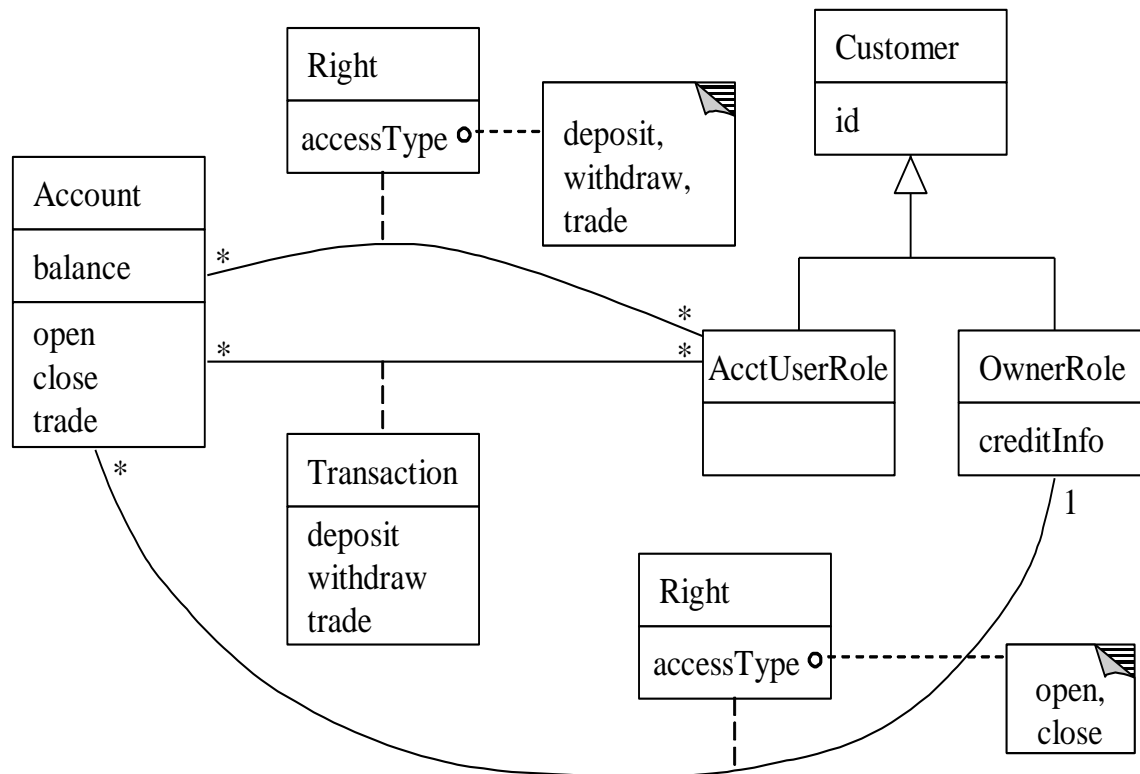 Right
accessType
deposit,
withdraw,
trade
Customer
id
Account
balance
open
close
trade
*
*
*
*
*
AcctUserRole
OwnerRole
creditInfo
1
Transaction
deposit
withdraw
trade
Right
accessType
open,
close